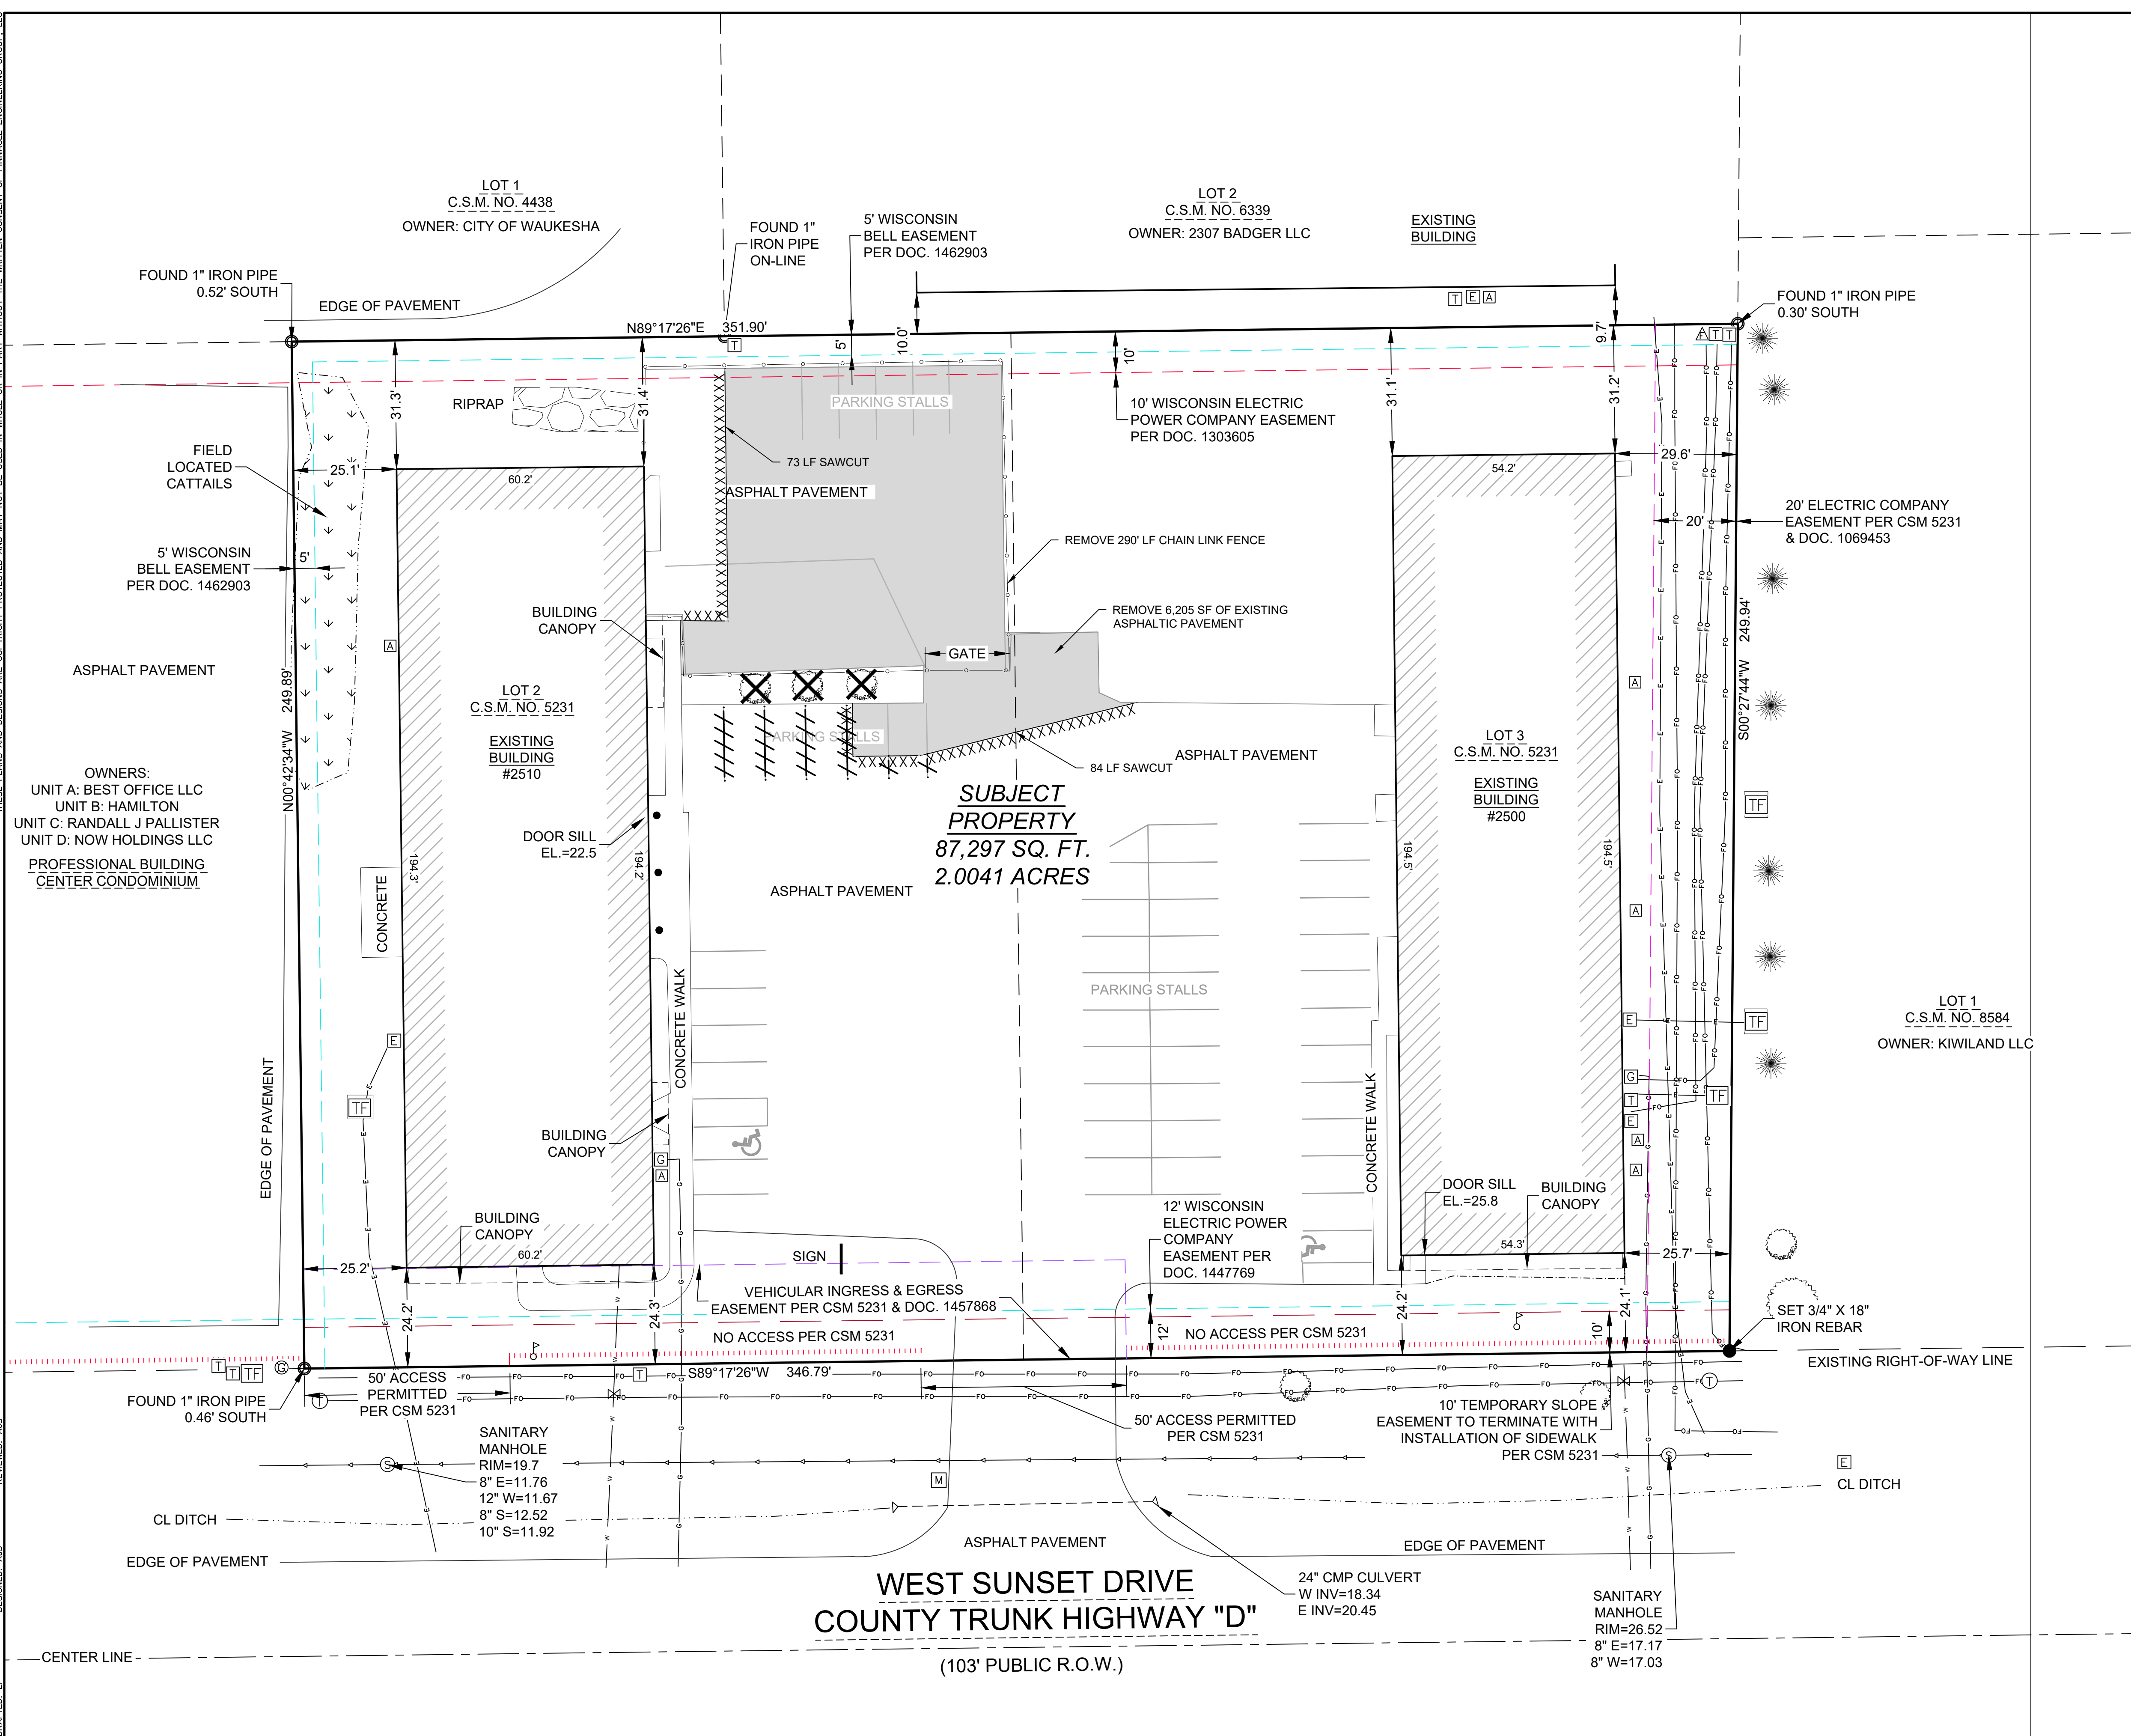 LOT 1
C.S.M. NO. 4438
OWNER: CITY OF WAUKESHA
FOUND 1" IRON PIPE
0.52' SOUTH
EDGE OF PAVEMENT
FOUND 1"
IRON PIPE
ON-LINE
5' WISCONSIN
BELL EASEMENT
PER DOC. 1462903
LOT 2
C.S.M. NO. 6339
OWNER: 2307 BADGER LLC
EXISTING
BUILDING
T E A
FOUND 1" IRON PIPE
0.30' SOUTH
N89°17'26"E 351.90'
T
5'
10.0'
10'
9.7'
T T
31.3'
31.4'
31.1'
31.2'
RIPRAP
PARKING STALLS
10' WISCONSIN ELECTRIC
POWER COMPANY EASEMENT
PER DOC. 1303605
FIELD
LOCATED
CATTAILS
25.1'
60.2'
73 LF SAWCUT
ASPHALT PAVEMENT
54.2'
29.6'
20'
20' ELECTRIC COMPANY
EASEMENT PER CSM 5231
& DOC. 1069453
5' WISCONSIN
BELL EASEMENT
PER DOC. 1462903
5'
REMOVE 290' LF CHAIN LINK FENCE
BUILDING
CANOPY
REMOVE 6,205 SF OF EXISTING
ASPHALTIC PAVEMENT
GATE
A
ASPHALT PAVEMENT
N00°42'34"W 249.89'
S00°27'44"W 249.94'
LOT 2
C.S.M. NO. 5231
EXISTING
BUILDING
#2510
PARKING STALLS
ASPHALT PAVEMENT
84 LF SAWCUT
A
LOT 3
C.S.M. NO. 5231
EXISTING
BUILDING
#2500
OWNERS:
UNIT A: BEST OFFICE LLC
UNIT B: HAMILTON
UNIT C: RANDALL J PALLISTER
UNIT D: NOW HOLDINGS LLC
PROFESSIONAL BUILDING
CENTER CONDOMINIUM
SUBJECT
PROPERTY
87,297 SQ. FT.
2.0041 ACRES
DOOR SILL
EL.=22.5
TF
194.3'
194.2'
194.5'
194.5'
ASPHALT PAVEMENT
CONCRETE
A
CONCRETE WALK
PARKING STALLS
LOT 1
C.S.M. NO. 8584
OWNER: KIWILAND LLC
E
E
TF
EDGE OF PAVEMENT
TF
G
T
E
TF
BUILDING
CANOPY
CONCRETE WALK
G
A
A
A
BUILDING
CANOPY
60.2'
SIGN
12' WISCONSIN
ELECTRIC POWER
COMPANY
EASEMENT PER
DOC. 1447769
DOOR SILL
EL.=25.8
BUILDING
CANOPY
54.3'
25.7'
25.2'
24.2'
24.3'
VEHICULAR INGRESS & EGRESS
EASEMENT PER CSM 5231 & DOC. 1457868
24.2'
24.1'
10'
12'
SET 3/4" X 18"
IRON REBAR
NO ACCESS PER CSM 5231
NO ACCESS PER CSM 5231
EXISTING RIGHT-OF-WAY LINE
T T TF G
S89°17'26"W 346.79'
T
FOUND 1" IRON PIPE
0.46' SOUTH
50' ACCESS
PERMITTED
PER CSM 5231
T
T
50' ACCESS PERMITTED
PER CSM 5231
10' TEMPORARY SLOPE
EASEMENT TO TERMINATE WITH
INSTALLATION OF SIDEWALK
PER CSM 5231
SANITARY
MANHOLE
RIM=19.7
8" E=11.76
12" W=11.67
8" S=12.52
10" S=11.92
S
S
M
E
CL DITCH
CL DITCH
EDGE OF PAVEMENT
ASPHALT PAVEMENT
EDGE OF PAVEMENT
24" CMP CULVERT
W INV=18.34
E INV=20.45
WEST SUNSET DRIVE
COUNTY TRUNK HIGHWAY "D"
(103' PUBLIC R.O.W.)
SANITARY
MANHOLE
RIM=26.52
8" E=17.17
8" W=17.03
CENTER LINE